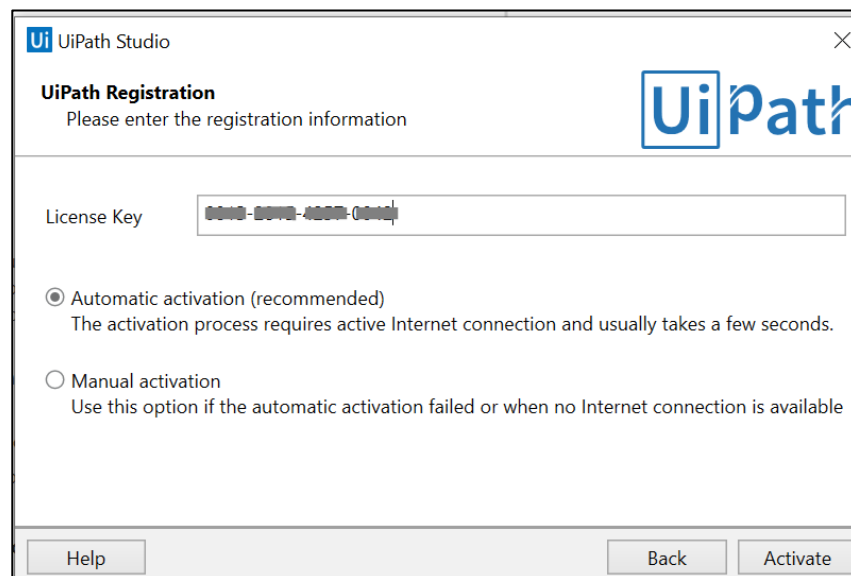 Ui UiPath Studio
UiPath Registration
Please enter the registration information
UiPath
License Key
Automatic activation (recommended)
The activation process requires active Internet connection and usually takes a few seconds.
Manual activation
Use this option if the automatic activation failed or when no Internet connection is available
Help
Back
Activate